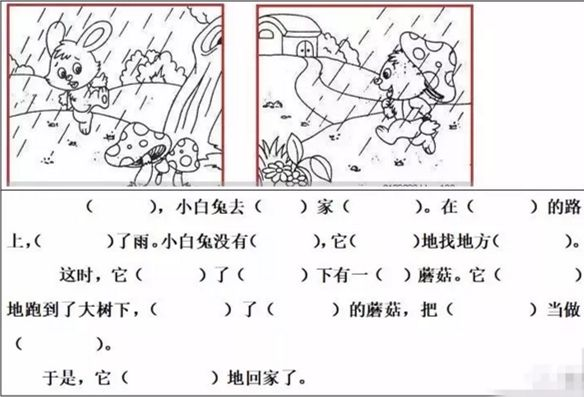 （　　），小白兔去（　　）家（　　）。在（　　）的路
上，（　　）了雨。小白兔没有（　　），它（　　）地找地方（　　）。
这时，它（　　）了（　　）下有一（　）蘑菇。它（　　）
地跑到了大树下，（　　）了（　　）的蘑菇，把（　　）当做
（　　）。
于是，它（　　）地回家了。